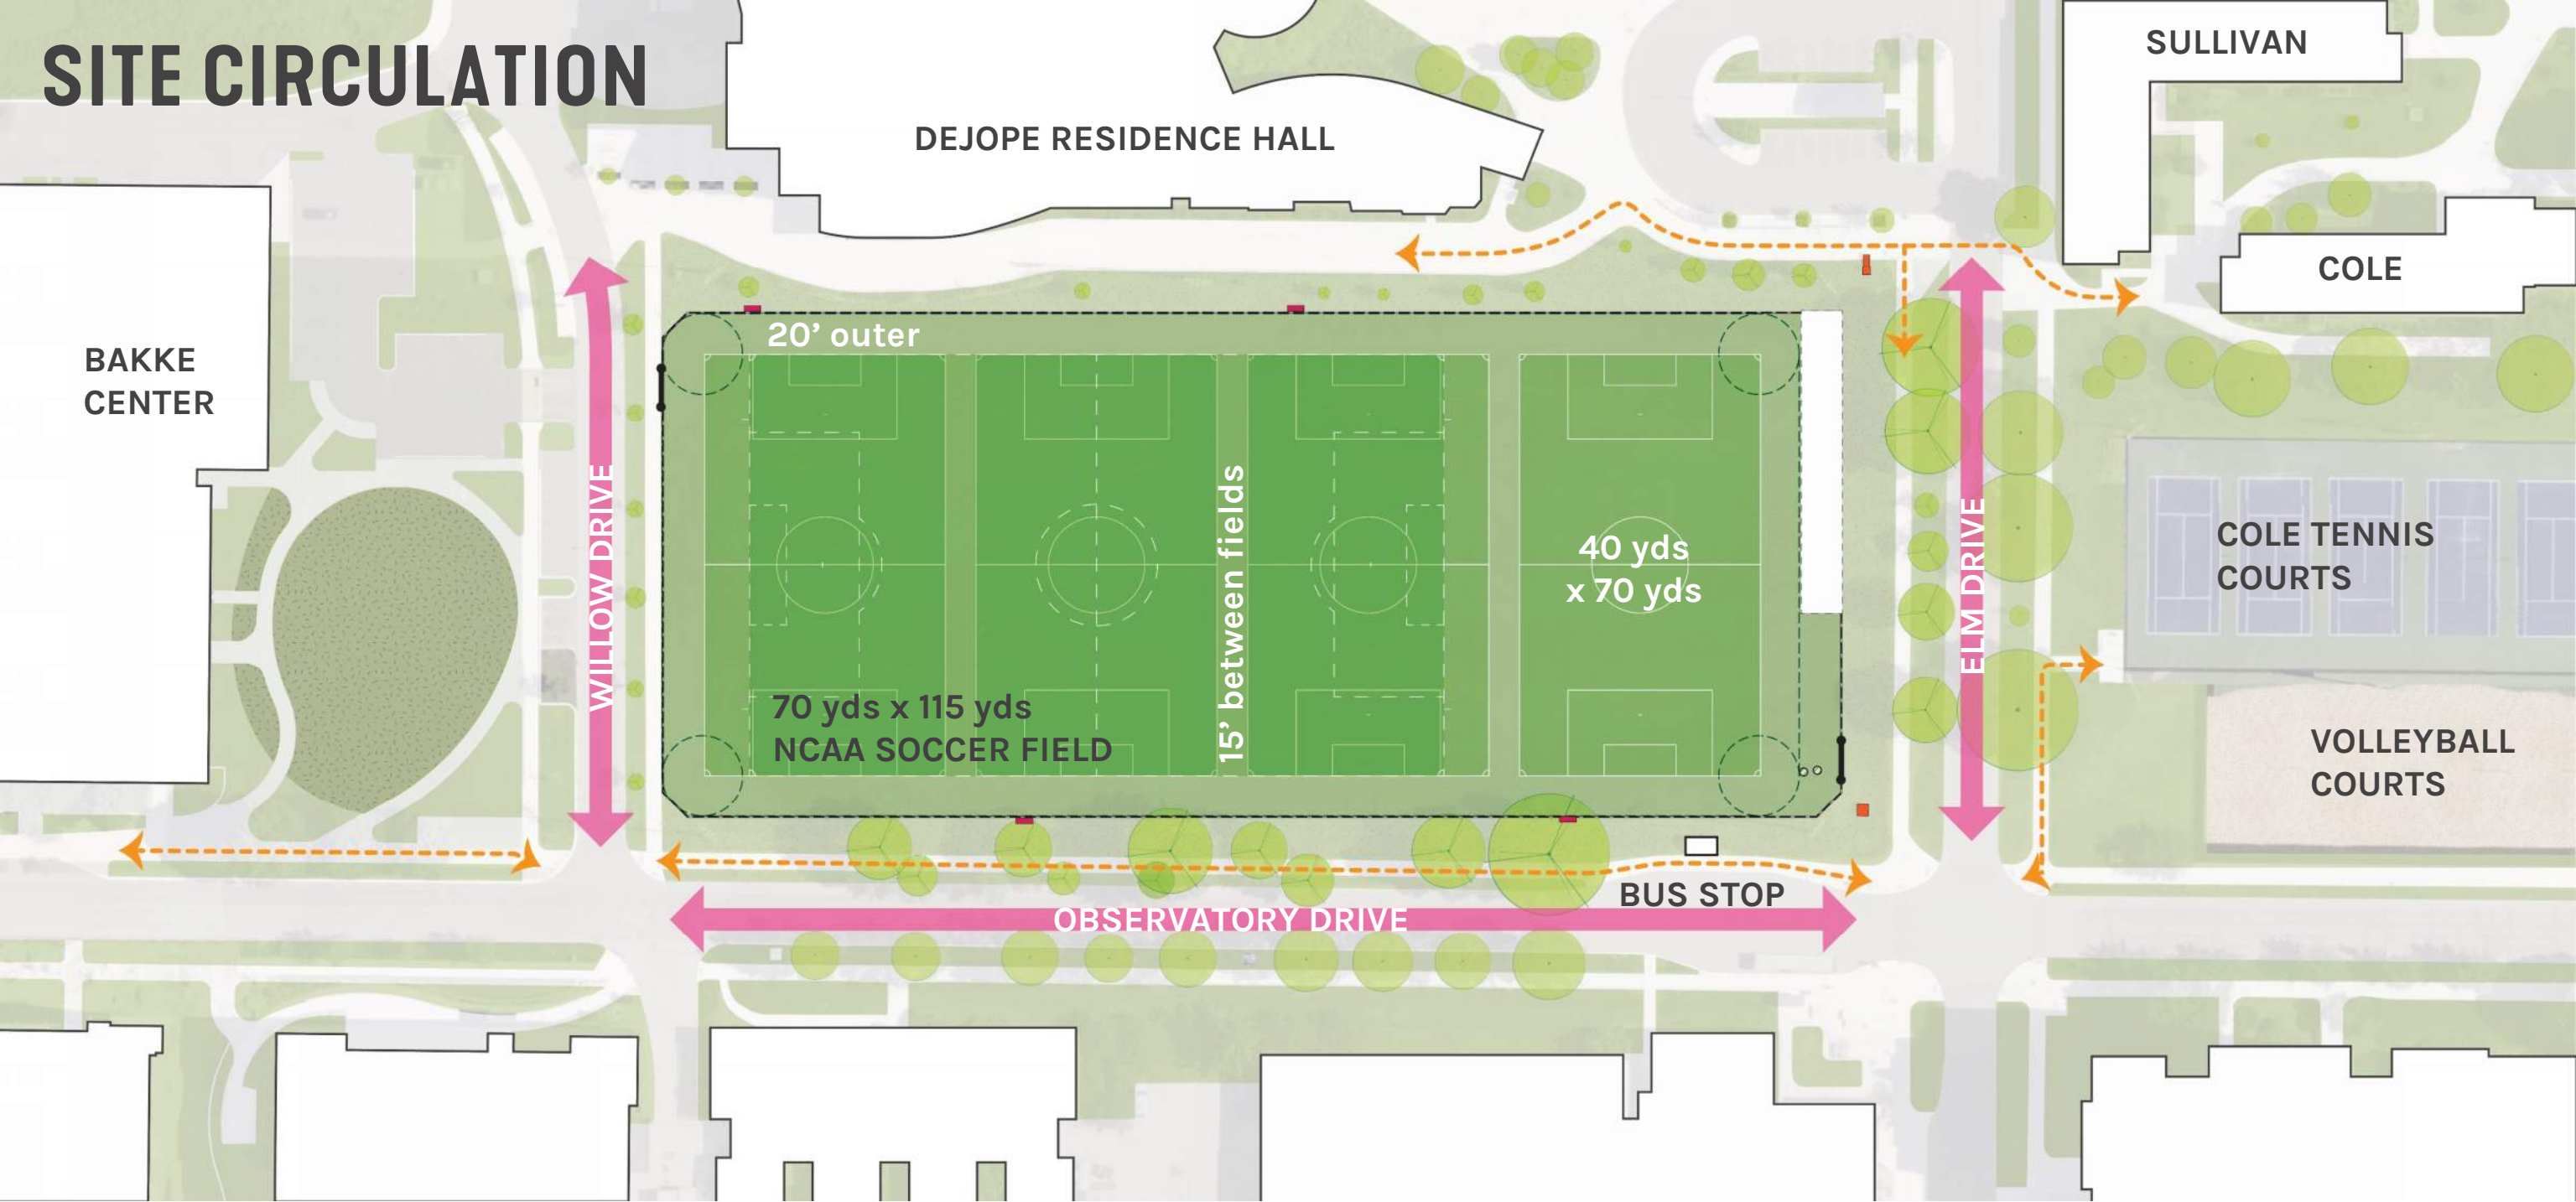 SITE CIRCULATION
SULLIVAN
DEJOPE RESIDENCE HALL
COLE
20' outer
BAKKE
CENTER
WILLOW DRIVE
15' between fields
40 yds
x 70 yds
ELM DRIVE
COLE TENNIS
COURTS
70 yds x 115 yds
NCAA SOCCER FIELD
VOLLEYBALL
COURTS
BUS STOP
OBSERVATORY DRIVE